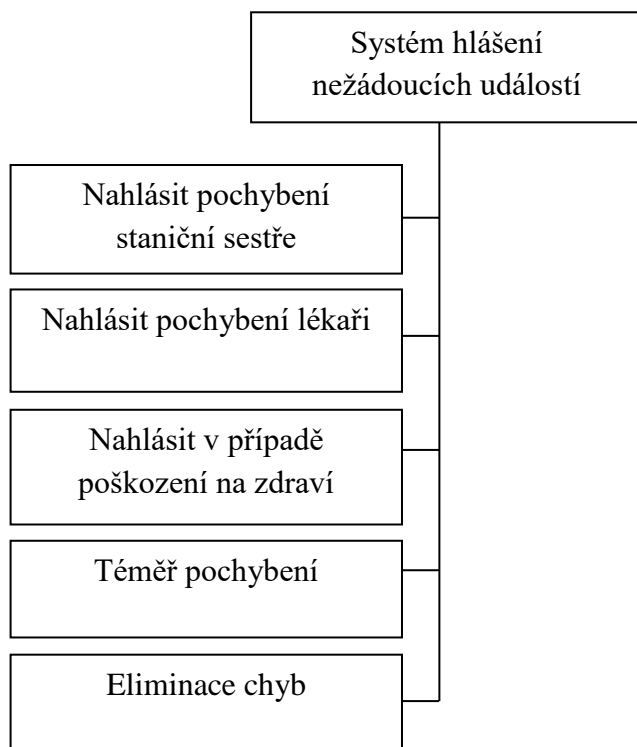 Systém hlášení
nežádoucích událostí
Nahlásit pochybení
staniční sestře
Nahlásit pochybení lékaři
Nahlásit v případě
poškození na zdraví
Téměř pochybení
Eliminace chyb